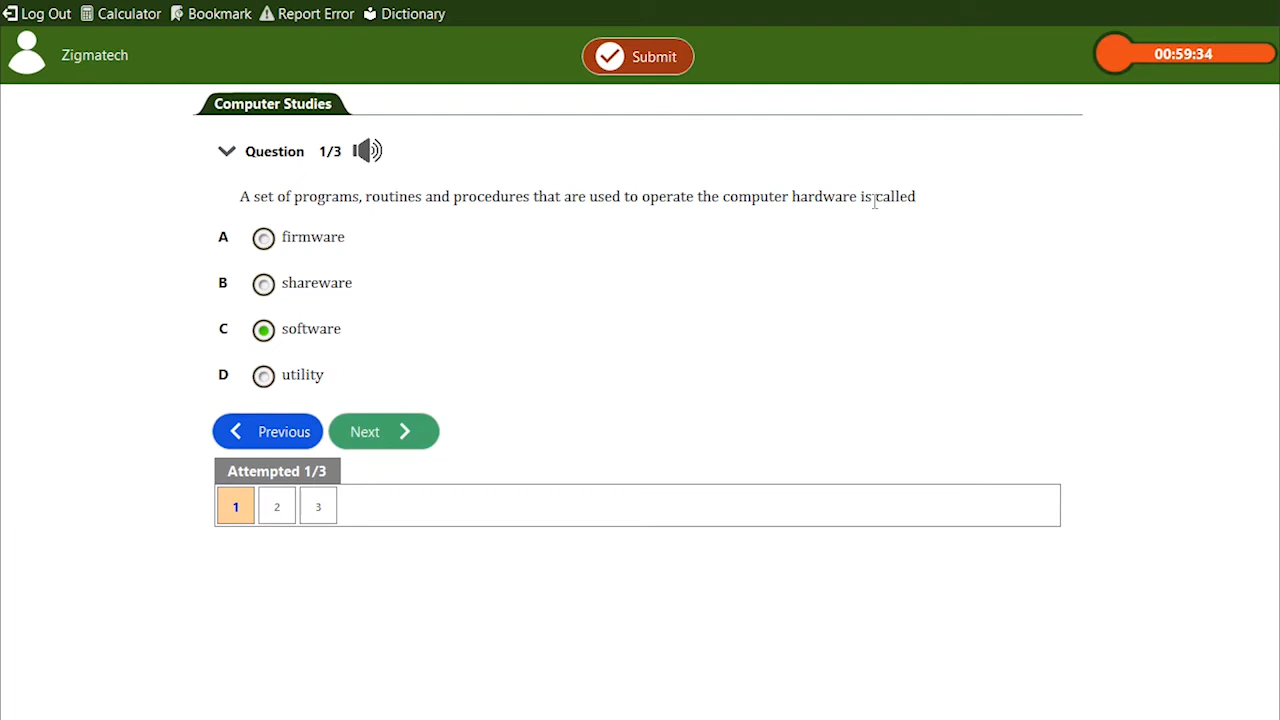 Log Out Calculator Bookmark Report Error Dictionary
Zigmatech
Submit
00:59:34
Computer Studies
Question 1/3
A set of programs, routines and procedures that are used to operate the computer hardware is called
A firmware
B shareware
C software
D utility
Previous Next
Attempted 1/3
1 2 3